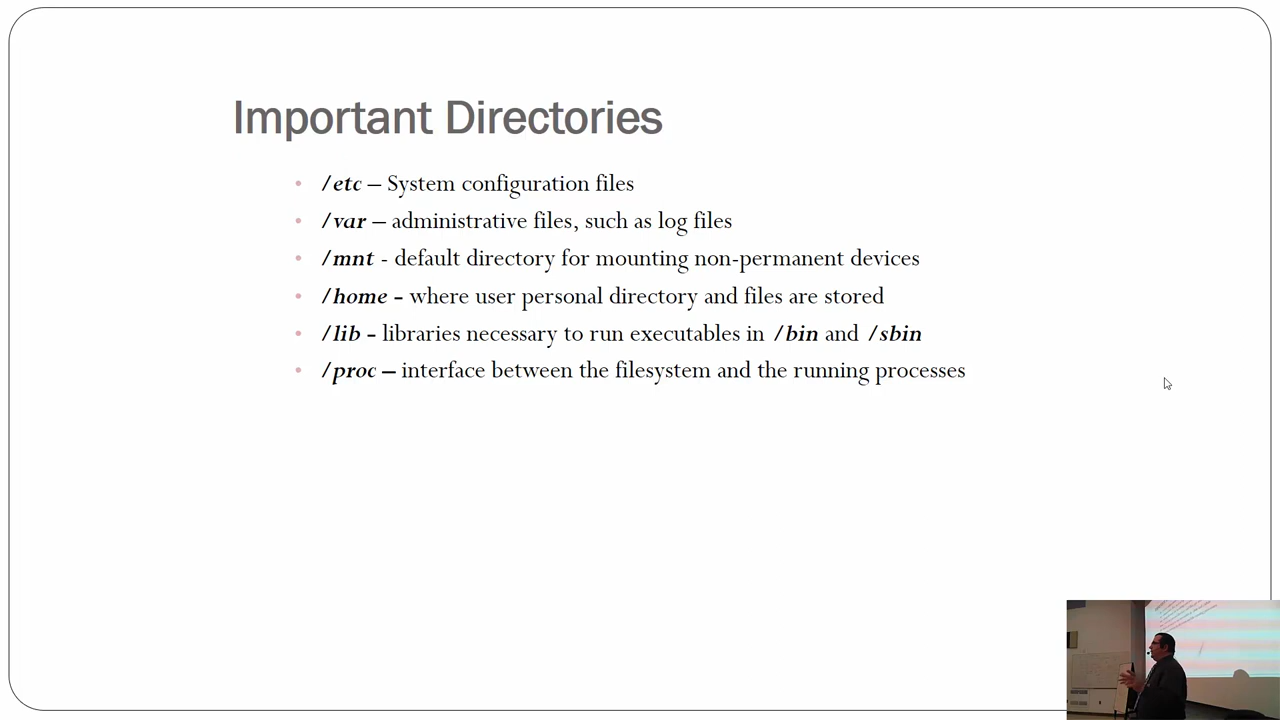 Important Directories
• /etc – System configuration files
• /var – administrative files, such as log files
• /mnt - default directory for mounting non-permanent devices
• /home - where user personal directory and files are stored
• /lib - libraries necessary to run executables in /bin and /sbin
• /proc – interface between the filesystem and the running processes